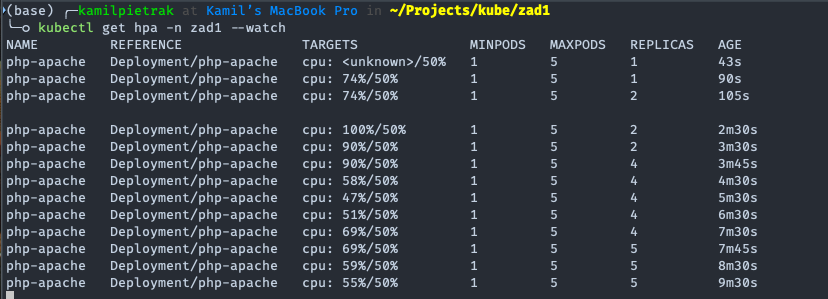 (base) ╭─kamilpietrak at Kamil's MacBook Pro in ~/Projects/kube/zad1
╰─o kubectl get hpa -n zad1 --watch
NAME REFERENCE TARGETS MINPODS MAXPODS REPLICAS AGE
php-apache Deployment/php-apache cpu: <unknown>/50% 1 5 1 43s
php-apache Deployment/php-apache cpu: 74%/50% 1 5 1 90s
php-apache Deployment/php-apache cpu: 74%/50% 1 5 2 105s
php-apache Deployment/php-apache cpu: 100%/50% 1 5 2 2m30s
php-apache Deployment/php-apache cpu: 90%/50% 1 5 2 3m30s
php-apache Deployment/php-apache cpu: 90%/50% 1 5 4 3m45s
php-apache Deployment/php-apache cpu: 58%/50% 1 5 4 4m30s
php-apache Deployment/php-apache cpu: 47%/50% 1 5 4 5m30s
php-apache Deployment/php-apache cpu: 51%/50% 1 5 4 6m30s
php-apache Deployment/php-apache cpu: 69%/50% 1 5 4 7m30s
php-apache Deployment/php-apache cpu: 69%/50% 1 5 5 7m45s
php-apache Deployment/php-apache cpu: 59%/50% 1 5 5 8m30s
php-apache Deployment/php-apache cpu: 55%/50% 1 5 5 9m30s